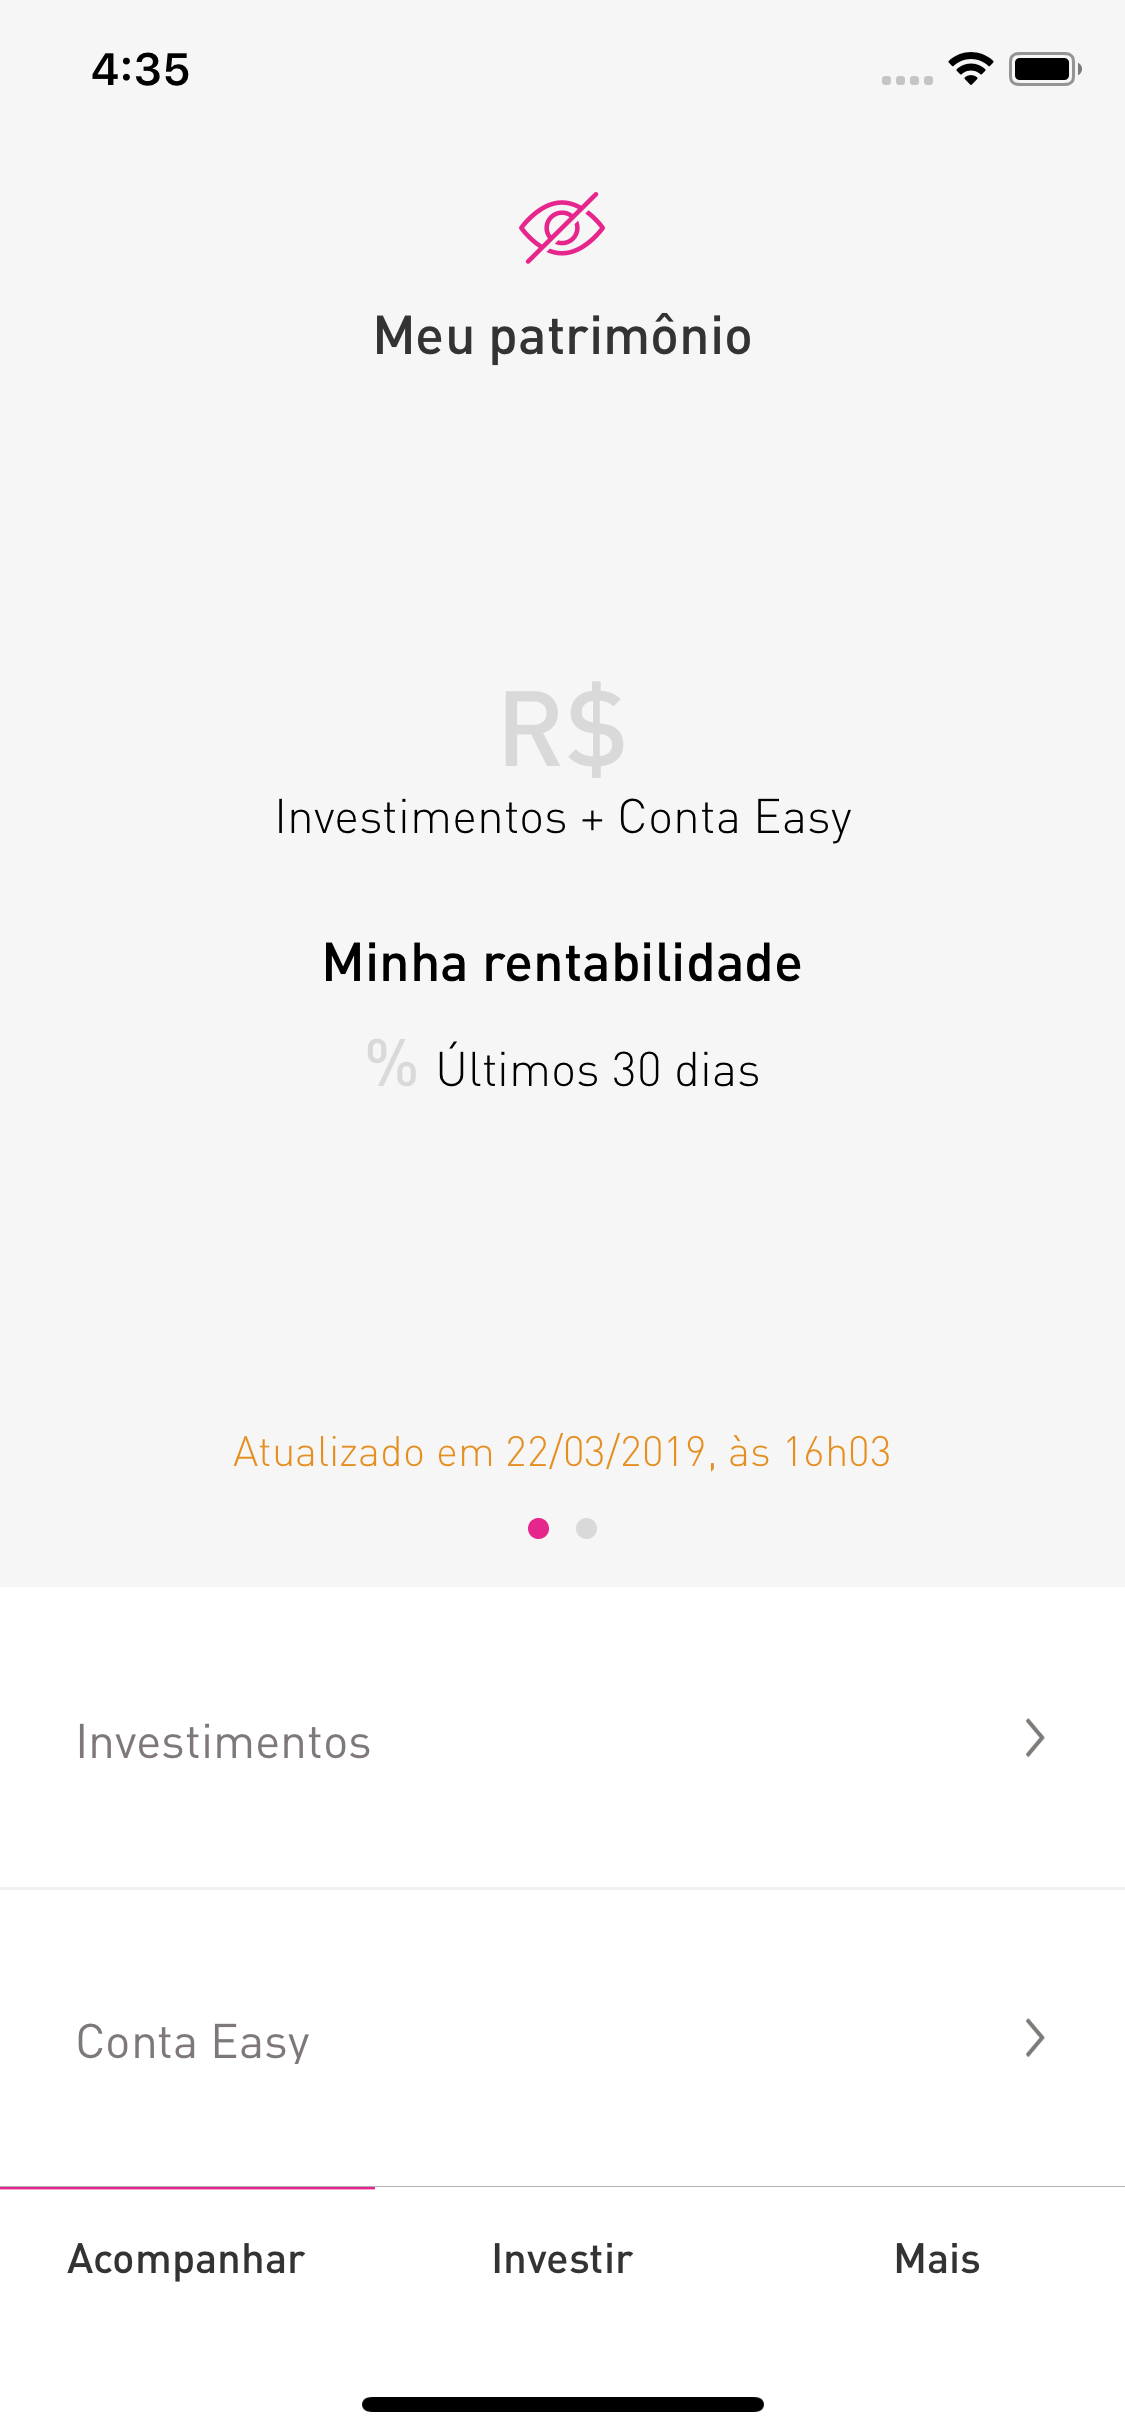 4:35
Meu patrimônio
R$
Investimentos + Conta Easy
Minha rentabilidade
% Últimos 30 dias
Atualizado em 22/03/2019, às 16h03
Investimentos
Conta Easy
Acompanhar Investir Mais